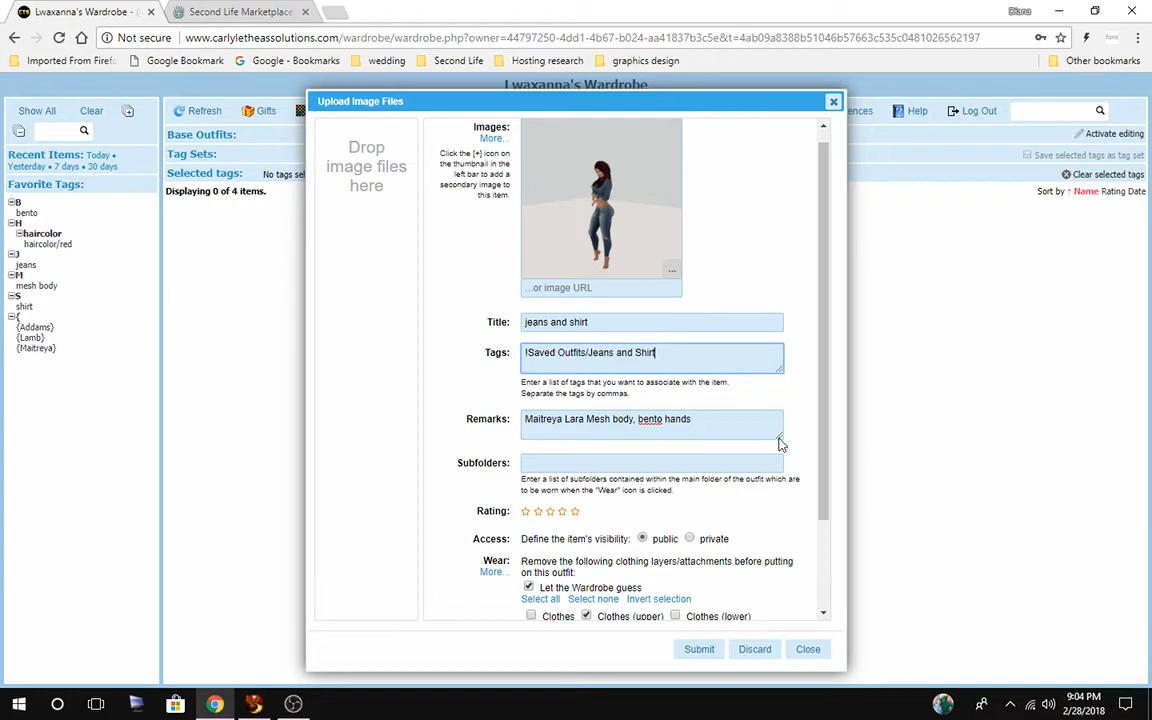 Lwaxanna's Wardrobe - (
Second Life Marketplace
Diana
Not secure
www.carlyletheassolutions.com/wardrobe/wardrobe.php?owner=44797250-4dd1-4b67-b024-aa41837b3c5e&t=4ab09a8388b51046b57663c535c0481026562197
Imported From Firef
Google Bookmark
Google - Bookmarks
wedding
Second Life
Hosting research
graphics design
Other bookmarks
Lwaxanna's Wardrobe
Show All
Clear
Refresh
Gifts
ences
Help
Log Out
Recent Items: Today •
Yesterday • 7 days • 30 days
Favorite Tags:
B
bento
H
haircolor
haircolor/red
J
jeans
M
mesh body
S
shirt
{
{Addams}
{Lamb}
{Maitreya}
Base Outfits:
Tag Sets:
Selected tags: No tags sel
Displaying 0 of 4 items.
Activate editing
Save selected tags as tag set
Clear selected tags
Sort by ↑ Name Rating Date
Upload Image Files
Drop
image files
here
Images:
More...
Click the [+] icon on
the thumbnail in the
left bar to add a
secondary image to
this item.
...
...or image URL
Title: jeans and shirt
Tags: !Saved Outfits/Jeans and Shirt
Enter a list of tags that you want to associate with the item.
Separate the tags by commas.
Remarks: Maitreya Lara Mesh body, bento hands
Subfolders:
Enter a list of subfolders contained within the main folder of the outfit which are
to be worn when the "Wear" icon is clicked.
Rating:
Access: Define the item's visibility: public private
Wear: Remove the following clothing layers/attachments before putting
More... on this outfit:
Let the Wardrobe guess
Select all Select none Invert selection
Clothes Clothes (upper) Clothes (lower)
Submit
Discard
Close
9:04 PM
2/28/2018